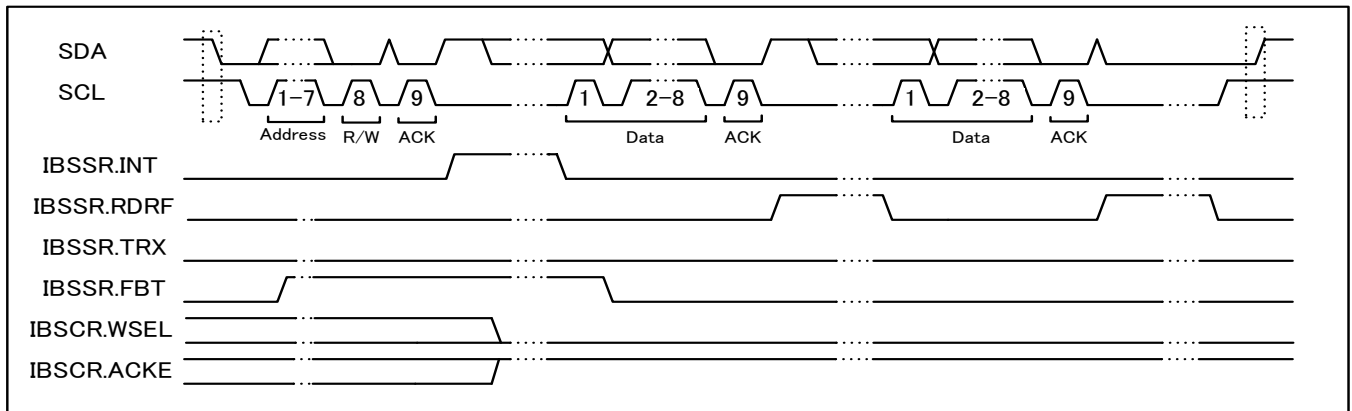 SDA
SCL
1-7 8 9 1 2-8 9 1 2-8 9
Address R/W ACK Data ACK Data ACK
IBSSR.INT
IBSSR.RDRF
IBSSR.TRX
IBSSR.FBT
IBSCR.WSEL
IBSCR.ACKE